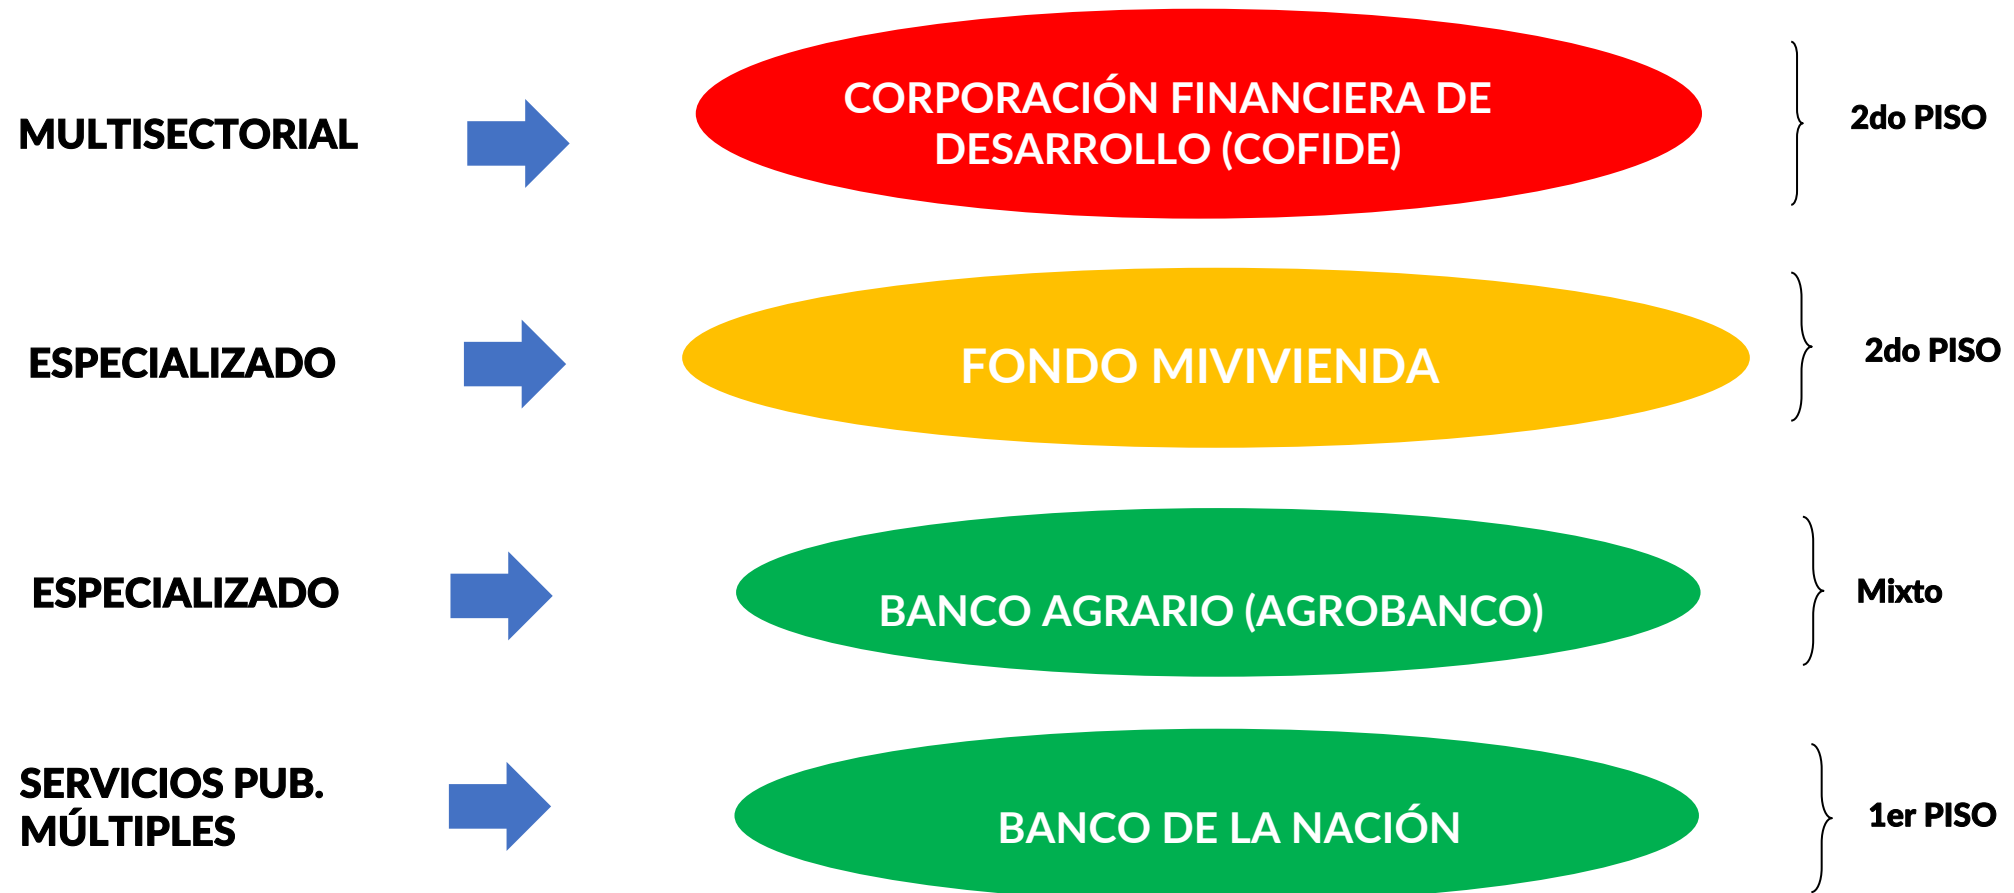 MULTISECTORIAL
CORPORACIÓN FINANCIERA DE
DESARROLLO (COFIDE)
2do PISO
ESPECIALIZADO
FONDO MIVIVIENDA
2do PISO
ESPECIALIZADO
BANCO AGRARIO (AGROBANCO)
Mixto
SERVICIOS PUB.
MÚLTIPLES
BANCO DE LA NACIÓN
1er PISO